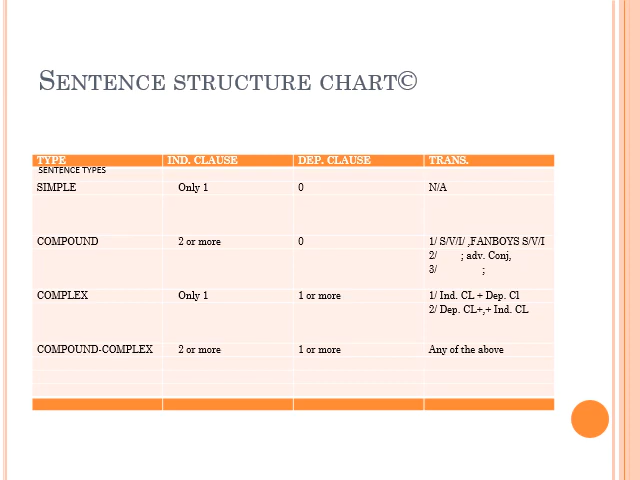 SENTENCE STRUCTURE CHART©
TYPE IND. CLAUSE DEP. CLAUSE TRANS.
SENTENCE TYPES
SIMPLE Only 1 0 N/A
COMPOUND 2 or more 0 1/ S/V/I/ ,FANBOYS S/V/I
2/ ; adv. Conj,
3/ ;
COMPLEX Only 1 1 or more 1/ Ind. CL + Dep. Cl
2/ Dep. CL+,+ Ind. CL
COMPOUND-COMPLEX 2 or more 1 or more Any of the above